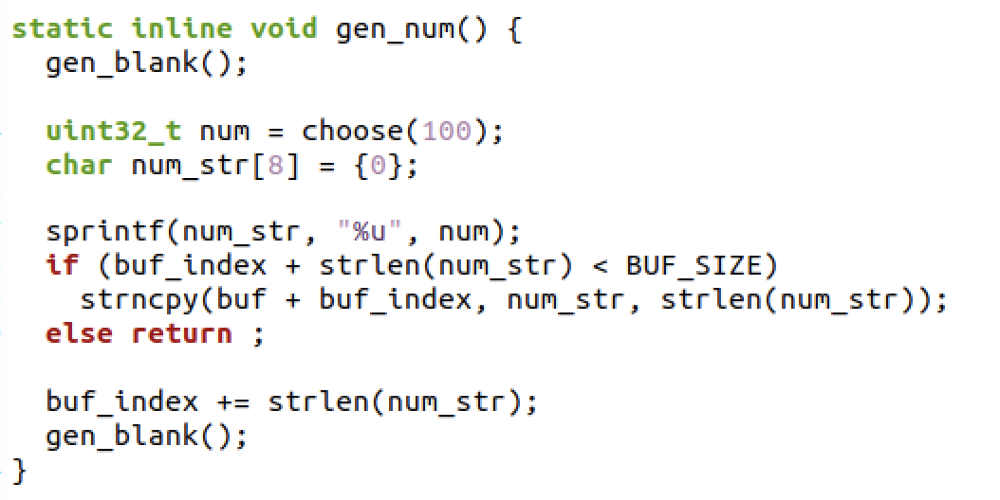 static inline void gen_num() {
  gen_blank();

  uint32_t num = choose(100);
  char num_str[8] = {0};

  sprintf(num_str, "%u", num);
  if (buf_index + strlen(num_str) < BUF_SIZE)
    strncpy(buf + buf_index, num_str, strlen(num_str));
  else return ;

  buf_index += strlen(num_str);
  gen_blank();
}